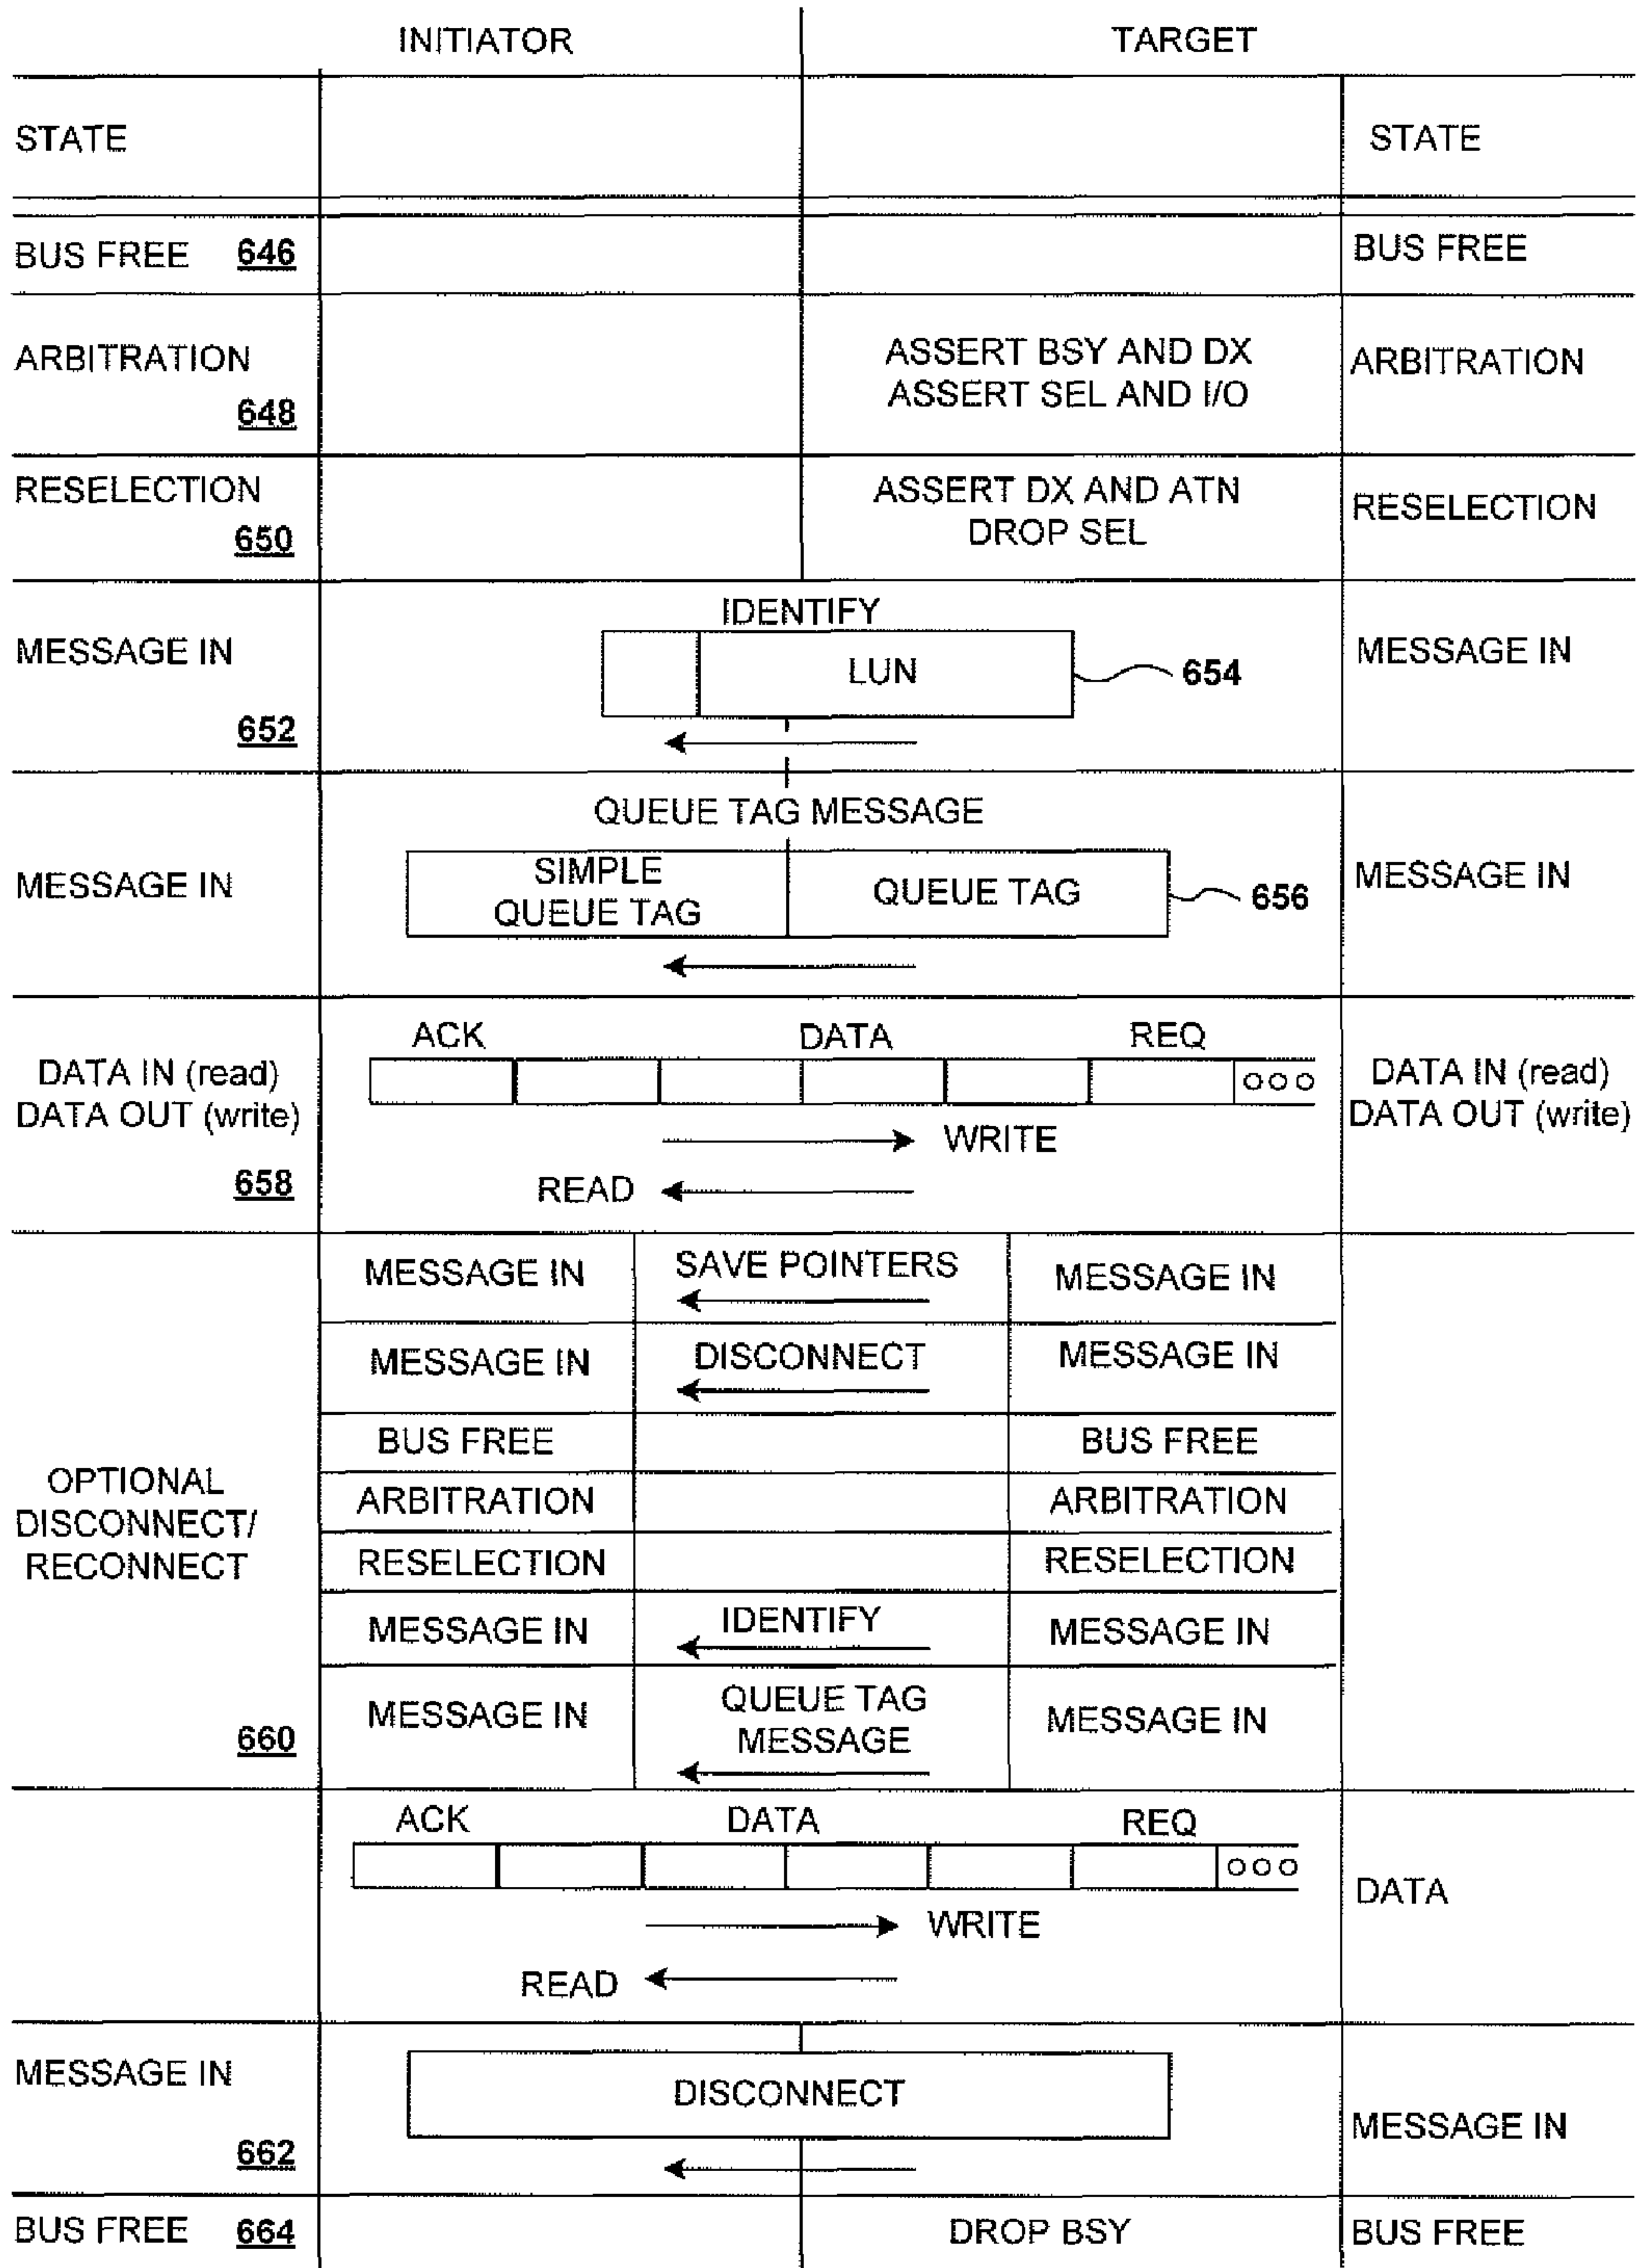 INITIATOR
TARGET
STATE
STATE
BUS FREE 646
BUS FREE
ARBITRATION
648
ASSERT BSY AND DX
ASSERT SEL AND I/O
ARBITRATION
RESELECTION
650
ASSERT DX AND ATN
DROP SEL
RESELECTION
MESSAGE IN
652
IDENTIFY
LUN
654
MESSAGE IN
MESSAGE IN
QUEUE TAG MESSAGE
SIMPLE
QUEUE TAG
QUEUE TAG
656
MESSAGE IN
DATA IN (read)
DATA OUT (write)
658
ACK
DATA
REQ
WRITE
READ
DATA IN (read)
DATA OUT (write)
OPTIONAL
DISCONNECT/
RECONNECT
660
MESSAGE IN
SAVE POINTERS
MESSAGE IN
MESSAGE IN
DISCONNECT
MESSAGE IN
BUS FREE
BUS FREE
ARBITRATION
ARBITRATION
RESELECTION
RESELECTION
MESSAGE IN
IDENTIFY
MESSAGE IN
MESSAGE IN
QUEUE TAG
MESSAGE
MESSAGE IN
ACK
DATA
REQ
WRITE
READ
DATA
MESSAGE IN
662
DISCONNECT
MESSAGE IN
BUS FREE 664
DROP BSY
BUS FREE